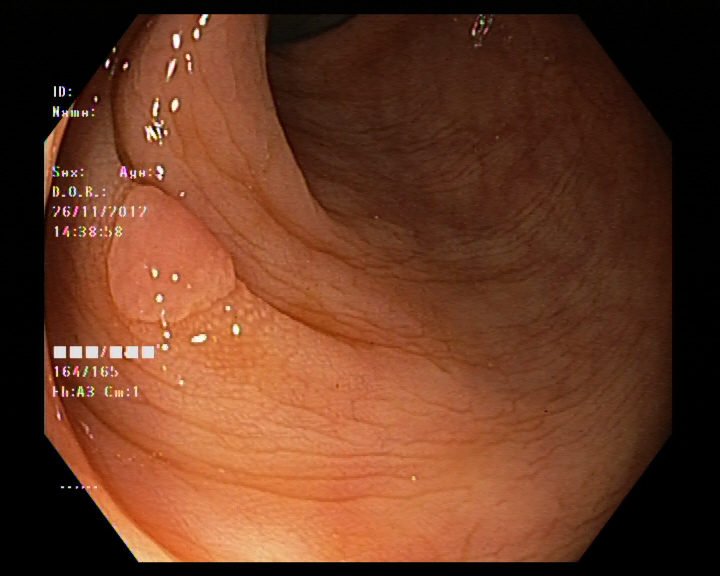 ID:
Name:
Sex: Age:
D.O.B.:
26/11/2012
14:38:58
■■■/■■■
164/165
Eh:A3 Cm:1